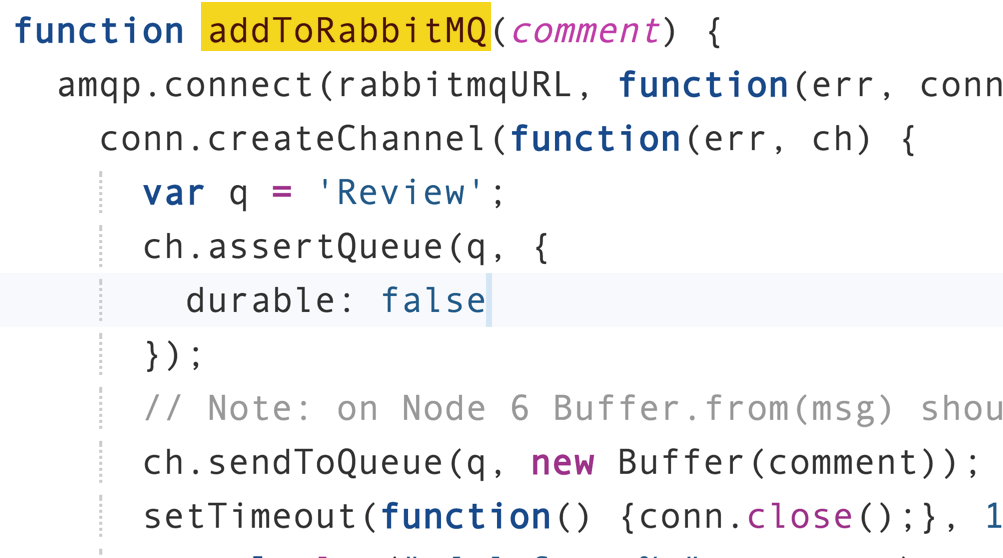 function addToRabbitMQ(comment) {
amqp.connect(rabbitmqURL, function(err, conn
conn.createChannel(function(err, ch) {
var q = 'Review';
ch.assertQueue(q, {
durable: false
});
// Note: on Node 6 Buffer.from(msg) shou
ch.sendToQueue(q, new Buffer(comment));
setTimeout(function() {conn.close();}, 1